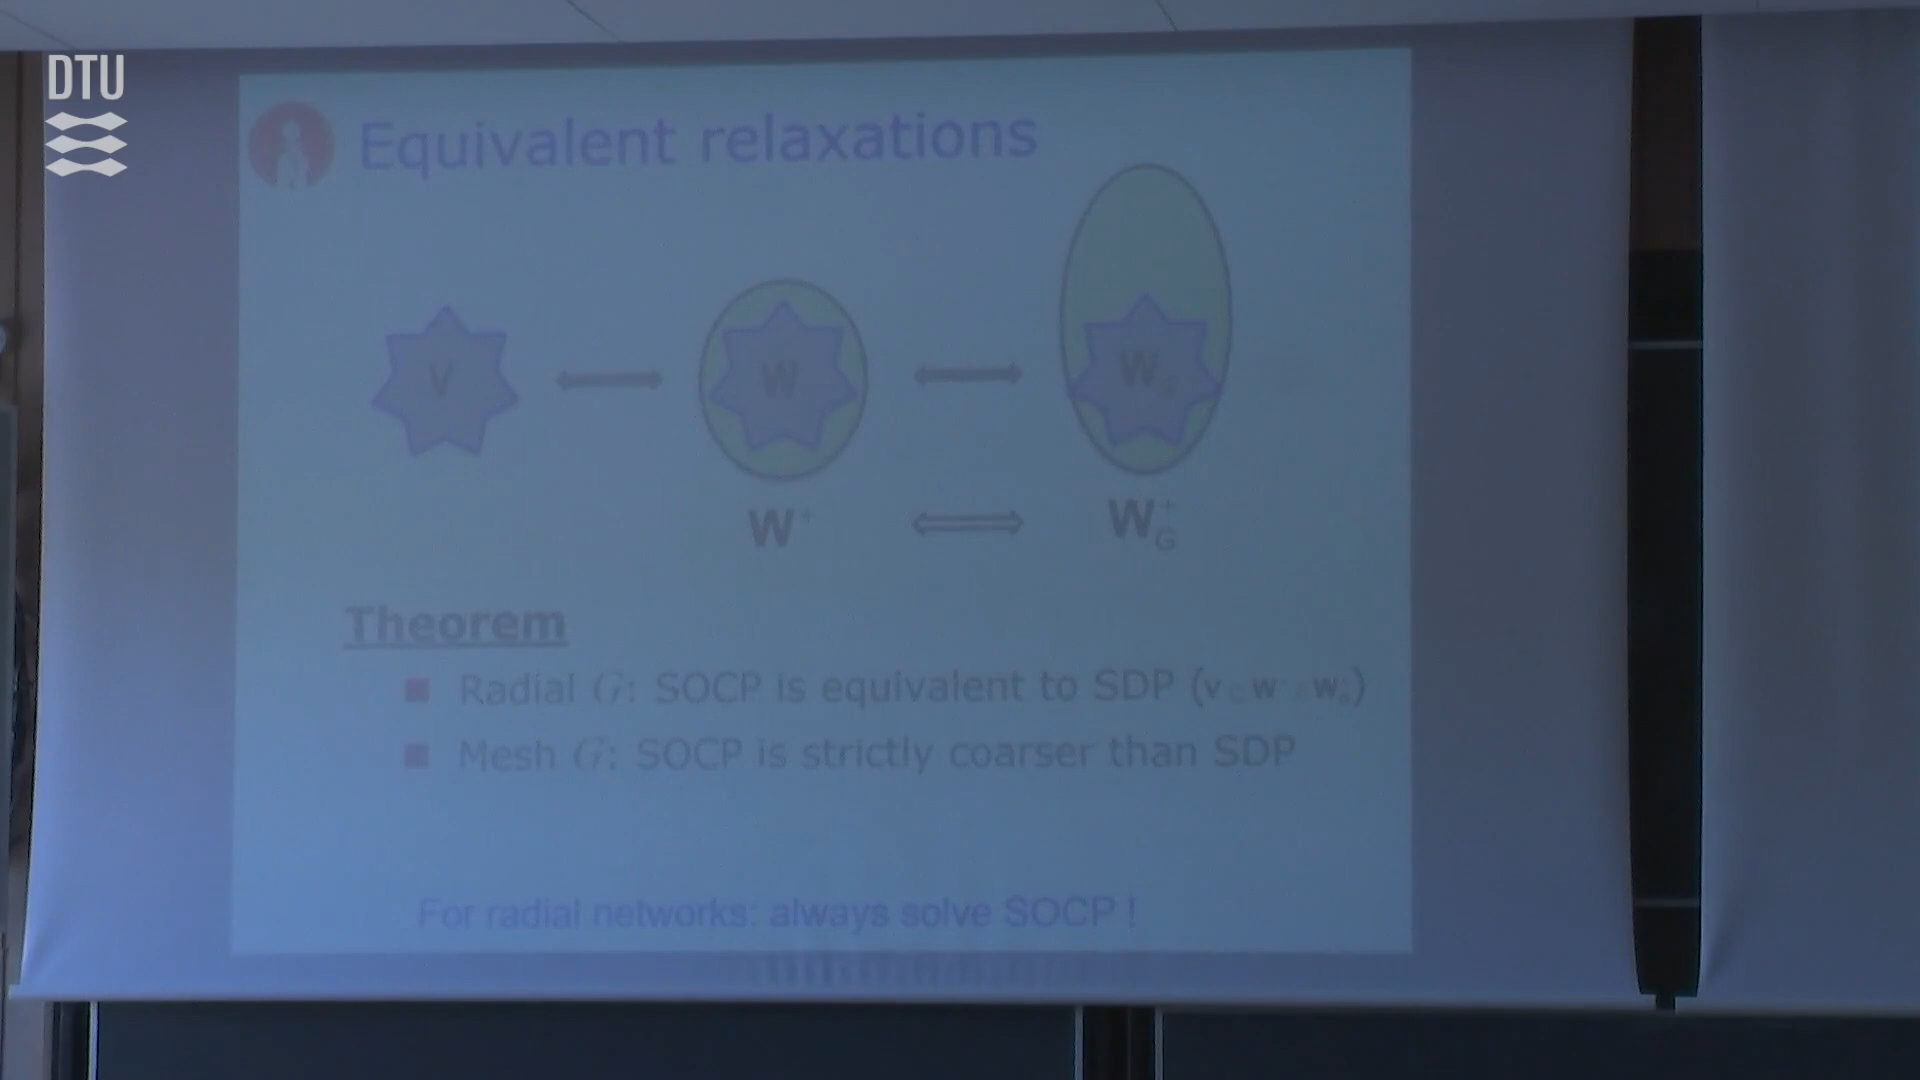 DTU
Equivalent relaxations
V
W
W
W+
W+G
Theorem
Radial G: SOCP is equivalent to SDP (v w w)
Mesh G: SOCP is strictly coarser than SDP
For radial networks: always solve SOCP !